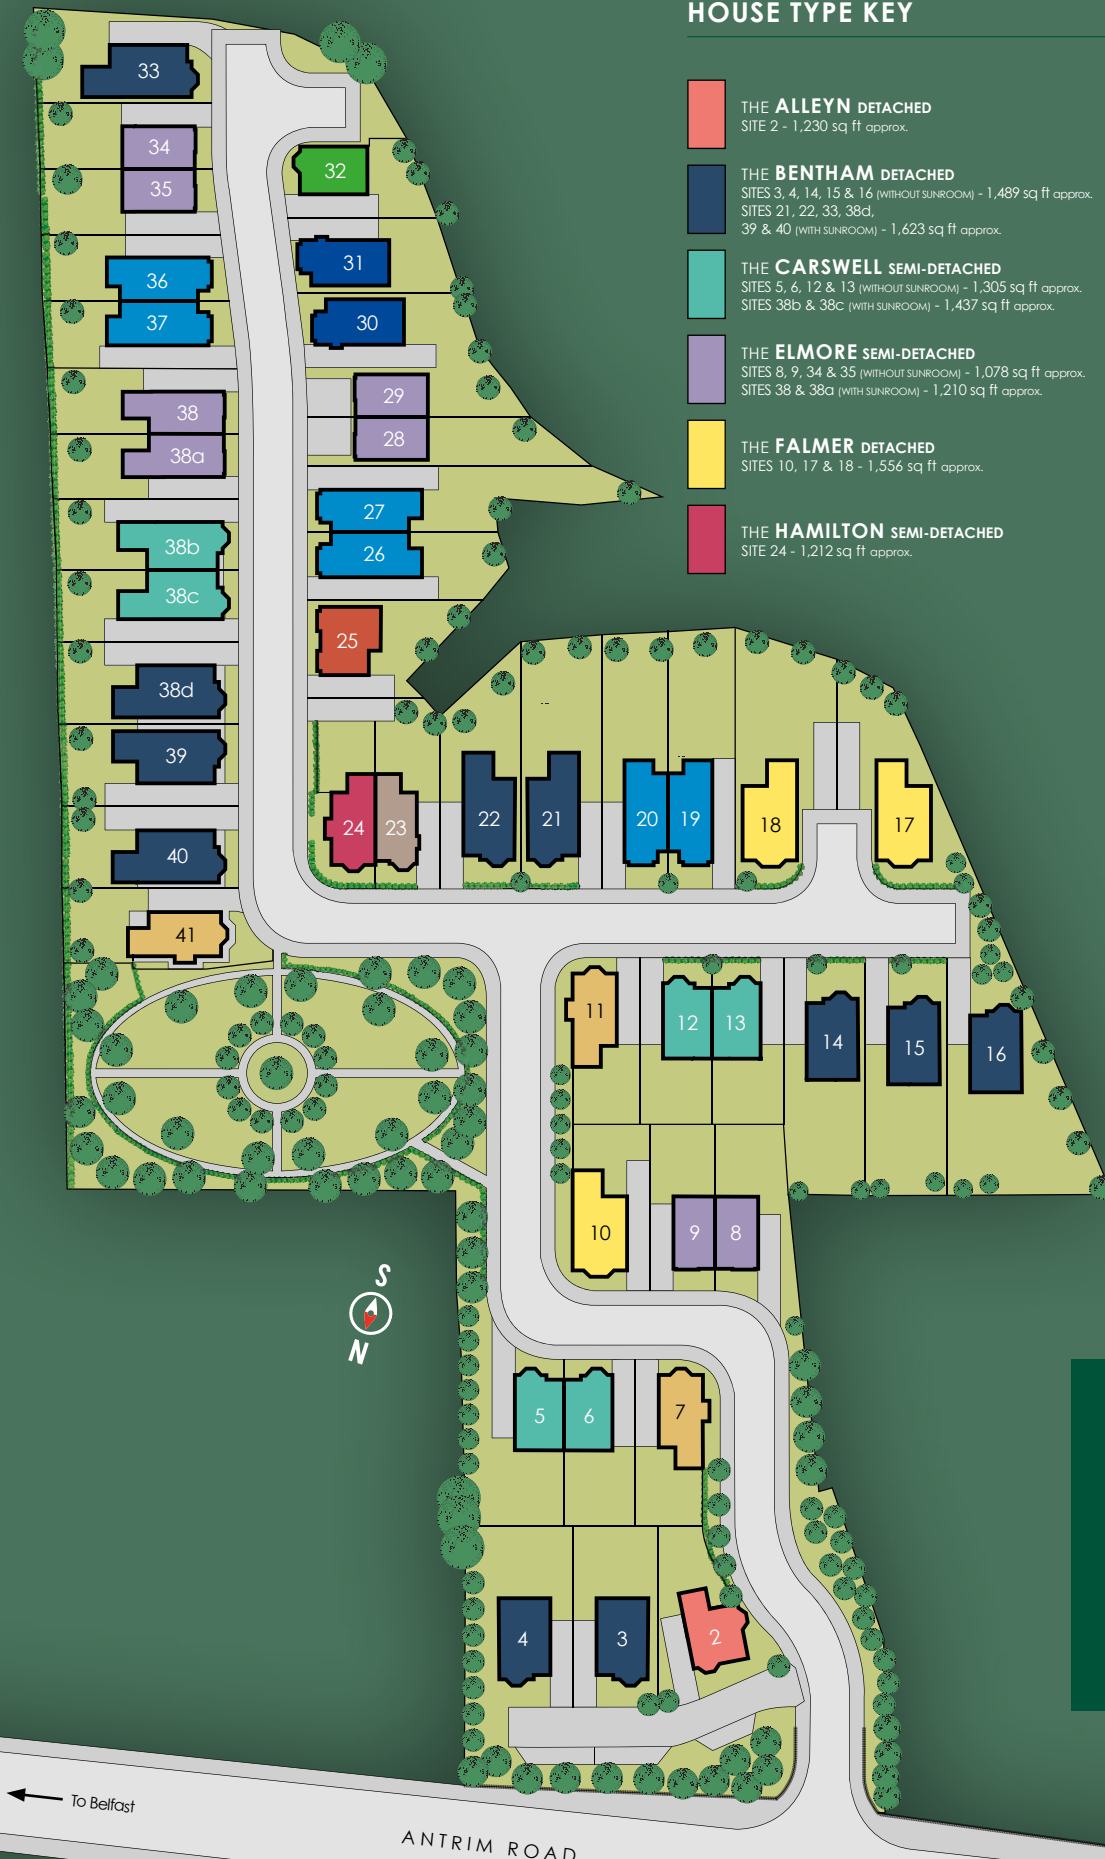 HOUSE TYPE KEY
THE ALLEYN DETACHED
SITE 2 - 1,230 sq ft approx.
THE BENTHAM DETACHED
SITES 3, 4, 14, 15 & 16 (WITHOUT SUNROOM) - 1,489 sq ft approx.
SITES 21, 22, 33, 38d,
39 & 40 (WITH SUNROOM) - 1,623 sq ft approx.
THE CARSWELL SEMI-DETACHED
SITES 5, 6, 12 & 13 (WITHOUT SUNROOM) - 1,305 sq ft approx.
SITES 38b & 38c (WITH SUNROOM) - 1,437 sq ft approx.
THE ELMORE SEMI-DETACHED
SITES 8, 9, 34 & 35 (WITHOUT SUNROOM) - 1,078 sq ft approx.
SITES 38 & 38a (WITH SUNROOM) - 1,210 sq ft approx.
THE FALMER DETACHED
SITES 10, 17 & 18 - 1,556 sq ft approx.
THE HAMILTON SEMI-DETACHED
SITE 24 - 1,212 sq ft approx.
33
34
35
32
36
37
31
30
38
38a
29
28
38b
38c
27
26
25
38d
39
40
41
24
23
22
21
20
19
18
17
11
12
13
14
15
16
10
9
8
S
N
5
6
7
4
3
2
To Belfast
ANTRIM ROAD